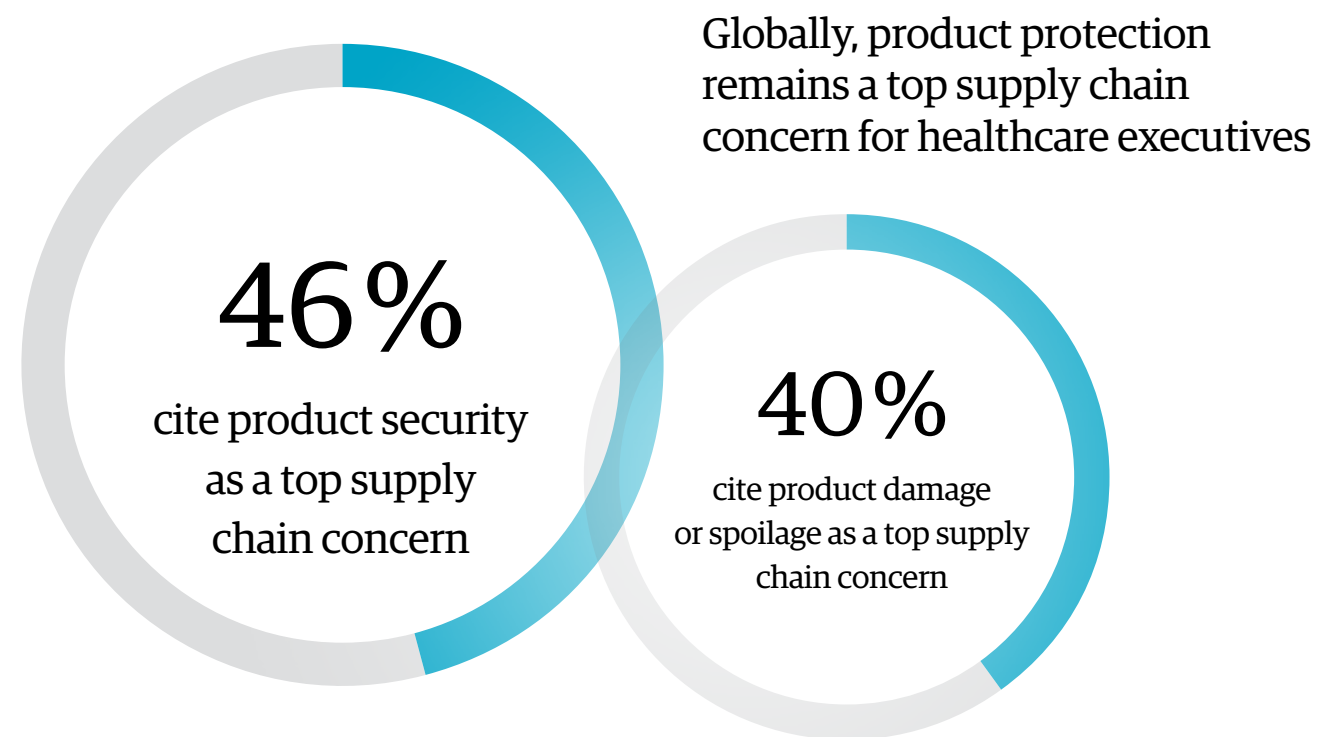 Globally, product protection
remains a top supply chain
concern for healthcare executives
46%
cite product security
as a top supply
chain concern
40%
cite product damage
or spoilage as a top supply
chain concern